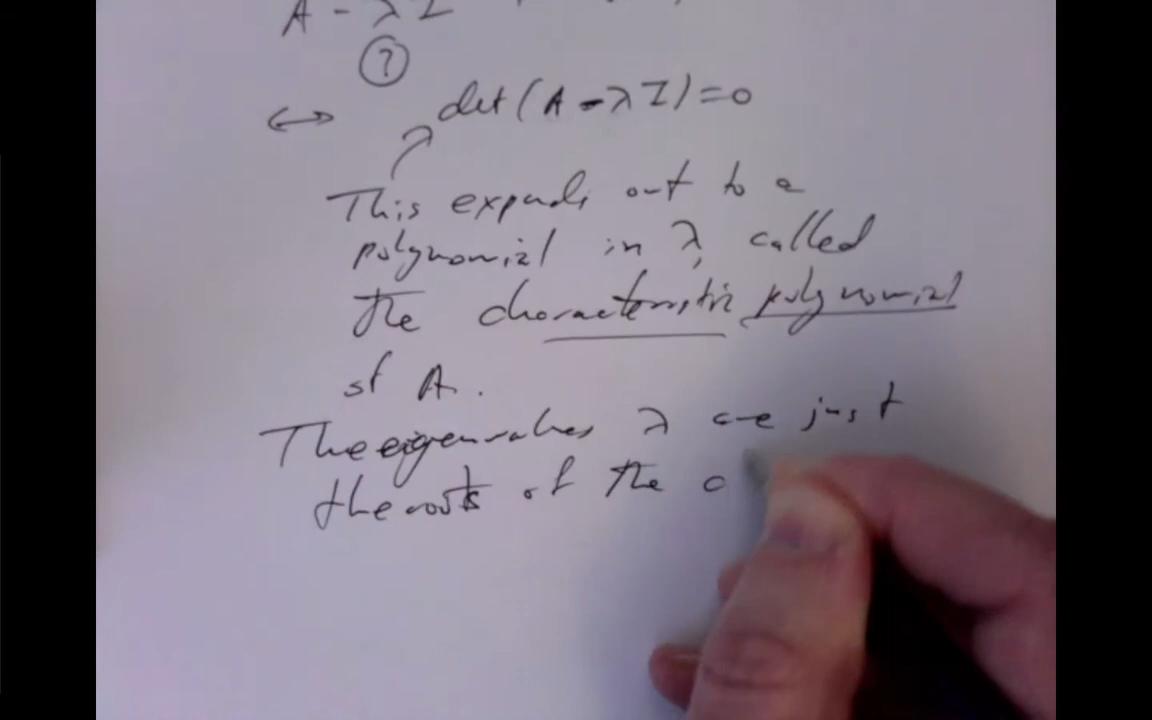 A - λI
?
↔ det(A - λI) = 0
This expands out to a
polynomial in λ, called
the characteristic polynomial
of A.
The eigenvalues λ are just
the roots of the c